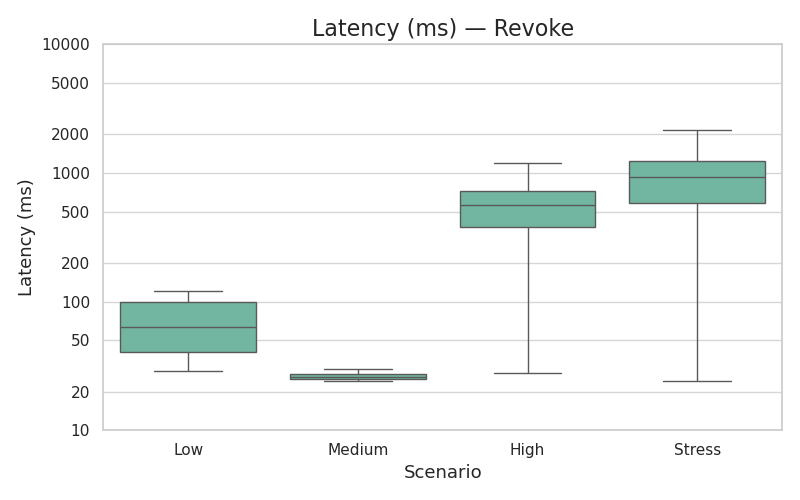 Latency (ms) — Revoke
10000
5000
2000
1000
500
200
100
50
20
10
Latency (ms)
Low Medium High Stress
Scenario